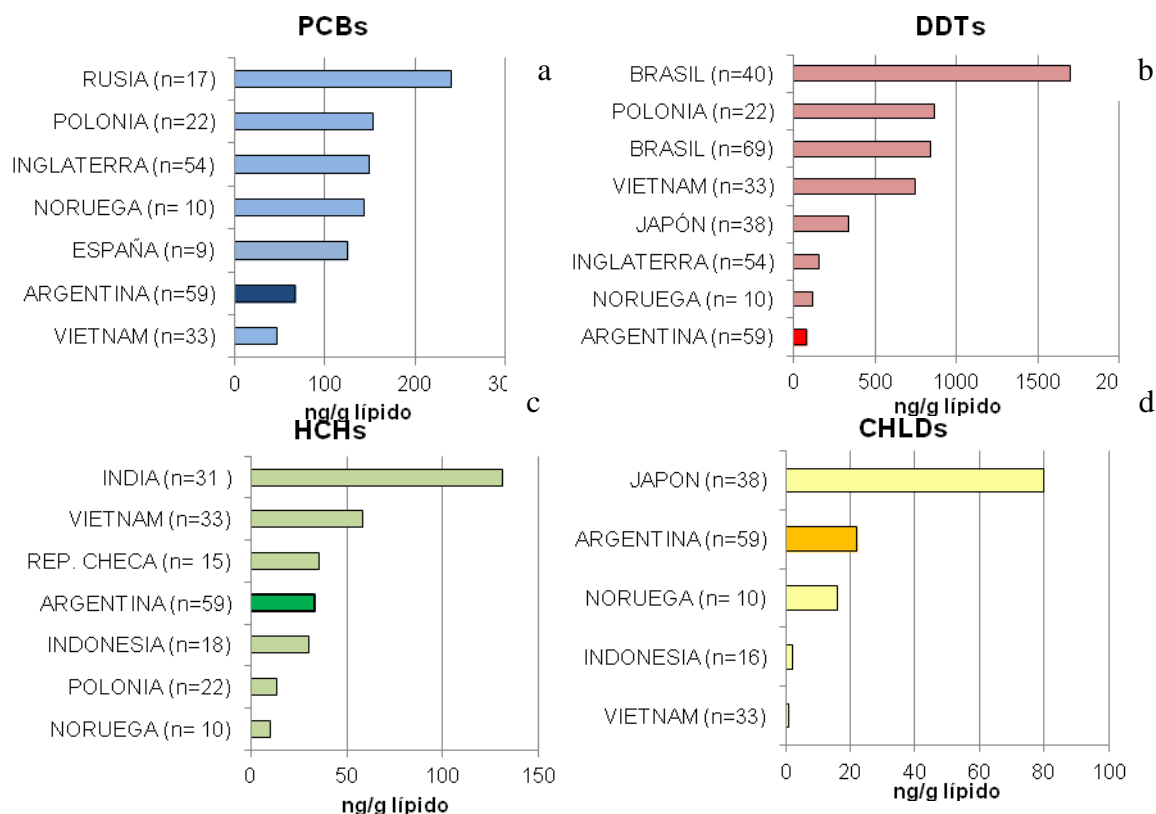 PCBs
a
RUSIA (n=17)
POLONIA (n=22)
INGLATERRA (n=54)
NORUEGA (n= 10)
ESPAÑA (n=9)
ARGENTINA (n=59)
VIETNAM (n=33)
0 100 200 30
ng/g lípido
DDTs
b
BRASIL (n=40)
POLONIA (n=22)
BRASIL (n=69)
VIETNAM (n=33)
JAPÓN (n=38)
INGLATERRA (n=54)
NORUEGA (n= 10)
ARGENTINA (n=59)
0 500 1000 1500 20
ng/g lípido
c
HCHs
INDIA (n=31 )
VIETNAM (n=33)
REP. CHECA (n= 15)
ARGENTINA (n=59)
INDONESIA (n=18)
POLONIA (n=22)
NORUEGA (n= 10)
0 50 100 150
ng/g lípido
d
CHLDs
JAPON (n=38)
ARGENTINA (n=59)
NORUEGA (n= 10)
INDONESIA (n=16)
VIETNAM (n=33)
0 20 40 60 80 100
ng/g lípido